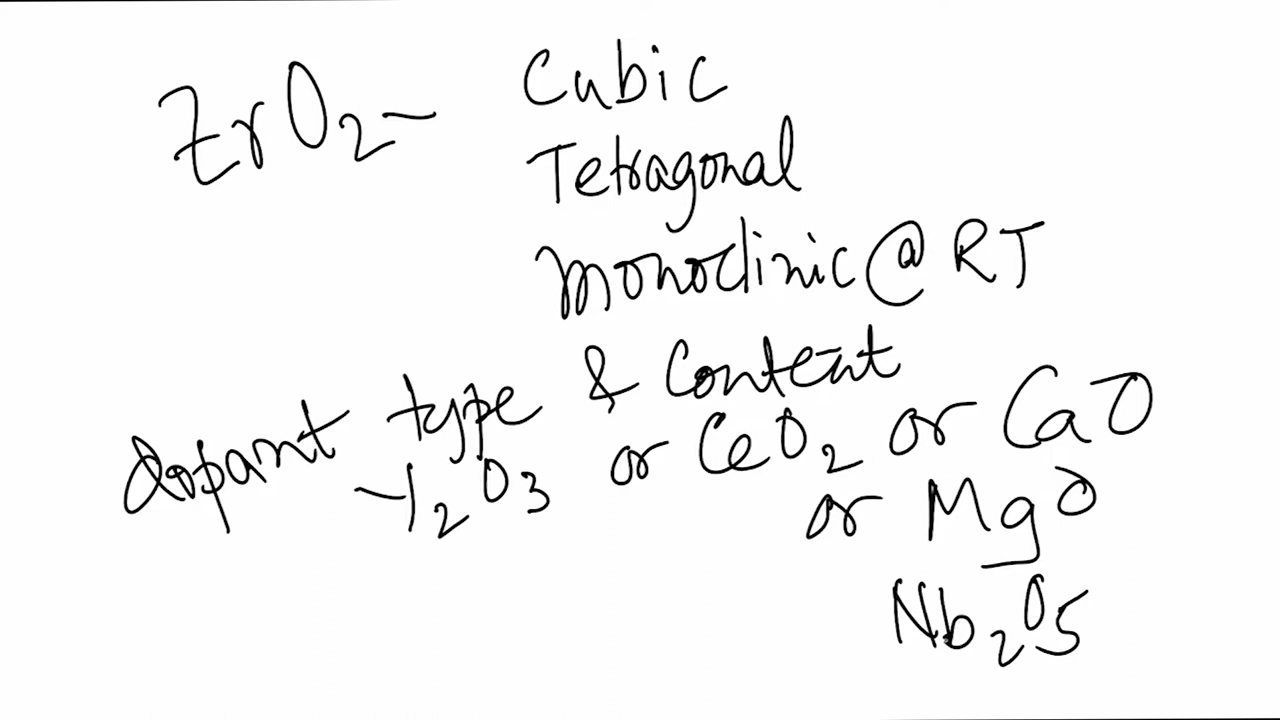 ZrO2- Cubic
Tetragonal
Monoclinic @ RT
dopant type & Content
Y2O3 or CeO2 or CaO
or MgO
Nb2O5